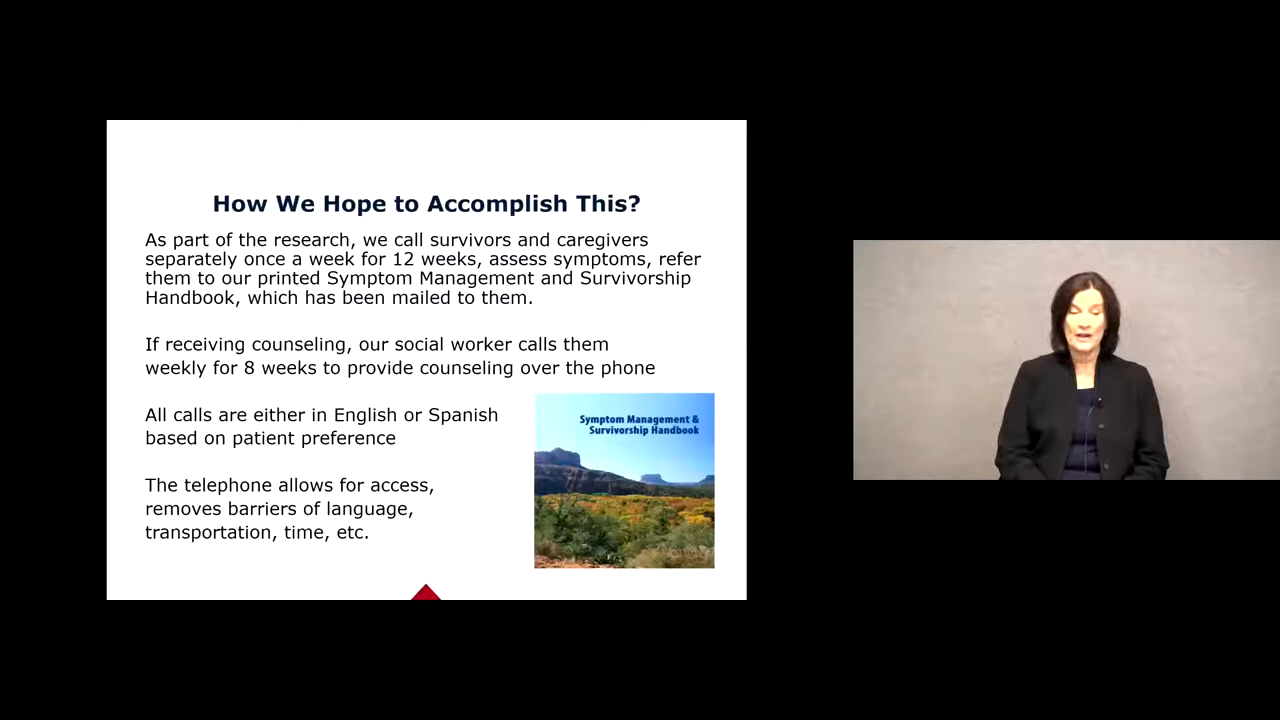 How We Hope to Accomplish This?
As part of the research, we call survivors and caregivers
separately once a week for 12 weeks, assess symptoms, refer
them to our printed Symptom Management and Survivorship
Handbook, which has been mailed to them.
If receiving counseling, our social worker calls them
weekly for 8 weeks to provide counseling over the phone
All calls are either in English or Spanish
based on patient preference
The telephone allows for access,
removes barriers of language,
transportation, time, etc.
Symptom Management &
Survivorship Handbook